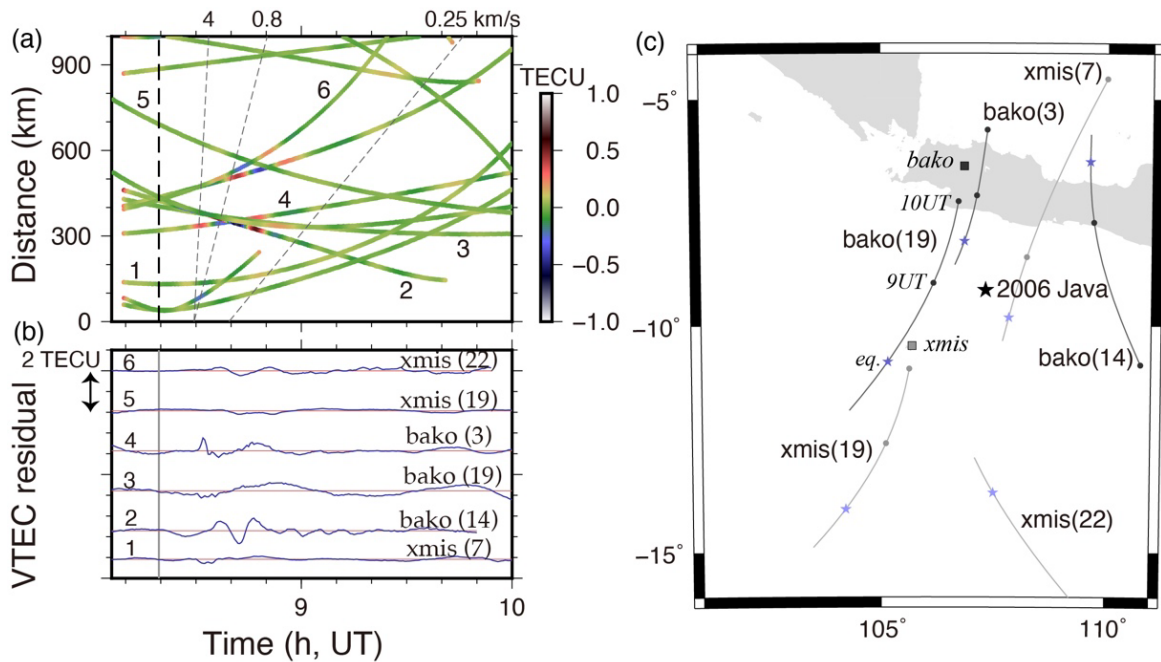 (a)
4
0.8
0.25 km/s
900
600
300
0
Distance (km)
5
6
4
1
3
2
TECU
1.0
0.5
0.0
−0.5
−1.0
(b)
2 TECU
VTEC residual
6
xmis (22)
5
xmis (19)
4
bako (3)
3
bako (19)
2
bako (14)
1
xmis (7)
9
10
Time (h, UT)
(c)
−5°
−10°
−15°
105°
110°
xmis(7)
bako(3)
bako
10UT
bako(19)
9UT
2006 Java
xmis
eq.
bako(14)
xmis(19)
xmis(22)